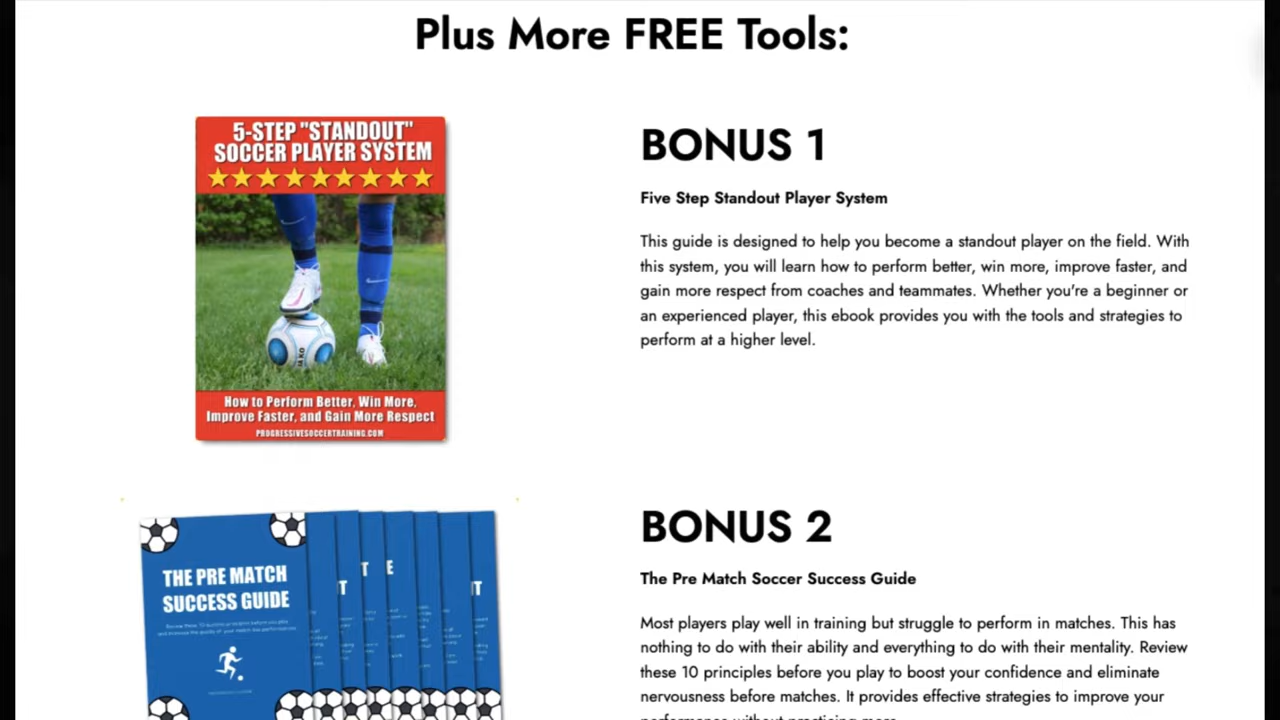 Plus More FREE Tools:
5-STEP "STANDOUT"
SOCCER PLAYER SYSTEM
How to Perform Better, Win More,
Improve Faster, and Gain More Respect
PROGRESSIVESOCCERTRAINING.COM
BONUS 1
Five Step Standout Player System
This guide is designed to help you become a standout player on the field. With
this system, you will learn how to perform better, win more, improve faster, and
gain more respect from coaches and teammates. Whether you're a beginner or
an experienced player, this ebook provides you with the tools and strategies to
perform at a higher level.
THE PRE MATCH
SUCCESS GUIDE
BONUS 2
The Pre Match Soccer Success Guide
Most players play well in training but struggle to perform in matches. This has
nothing to do with their ability and everything to do with their mentality. Review
these 10 principles before you play to boost your confidence and eliminate
nervousness before matches. It provides effective strategies to improve your
performance without practicing more.